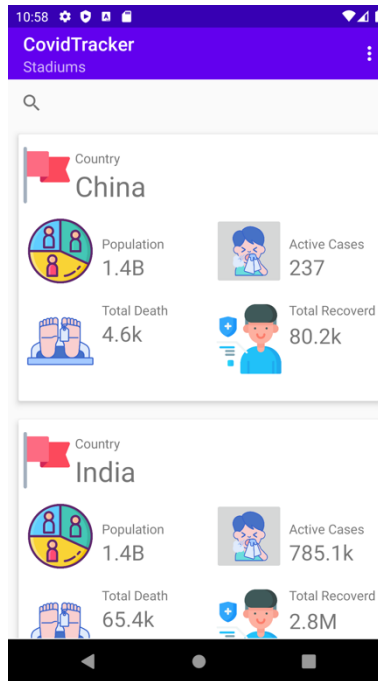 10:58
CovidTracker
Stadiums
Country
China
Population
1.4B
Active Cases
237
Total Death
4.6k
Total Recoverd
80.2k
Country
India
Population
1.4B
Active Cases
785.1k
Total Death
65.4k
Total Recoverd
2.8M